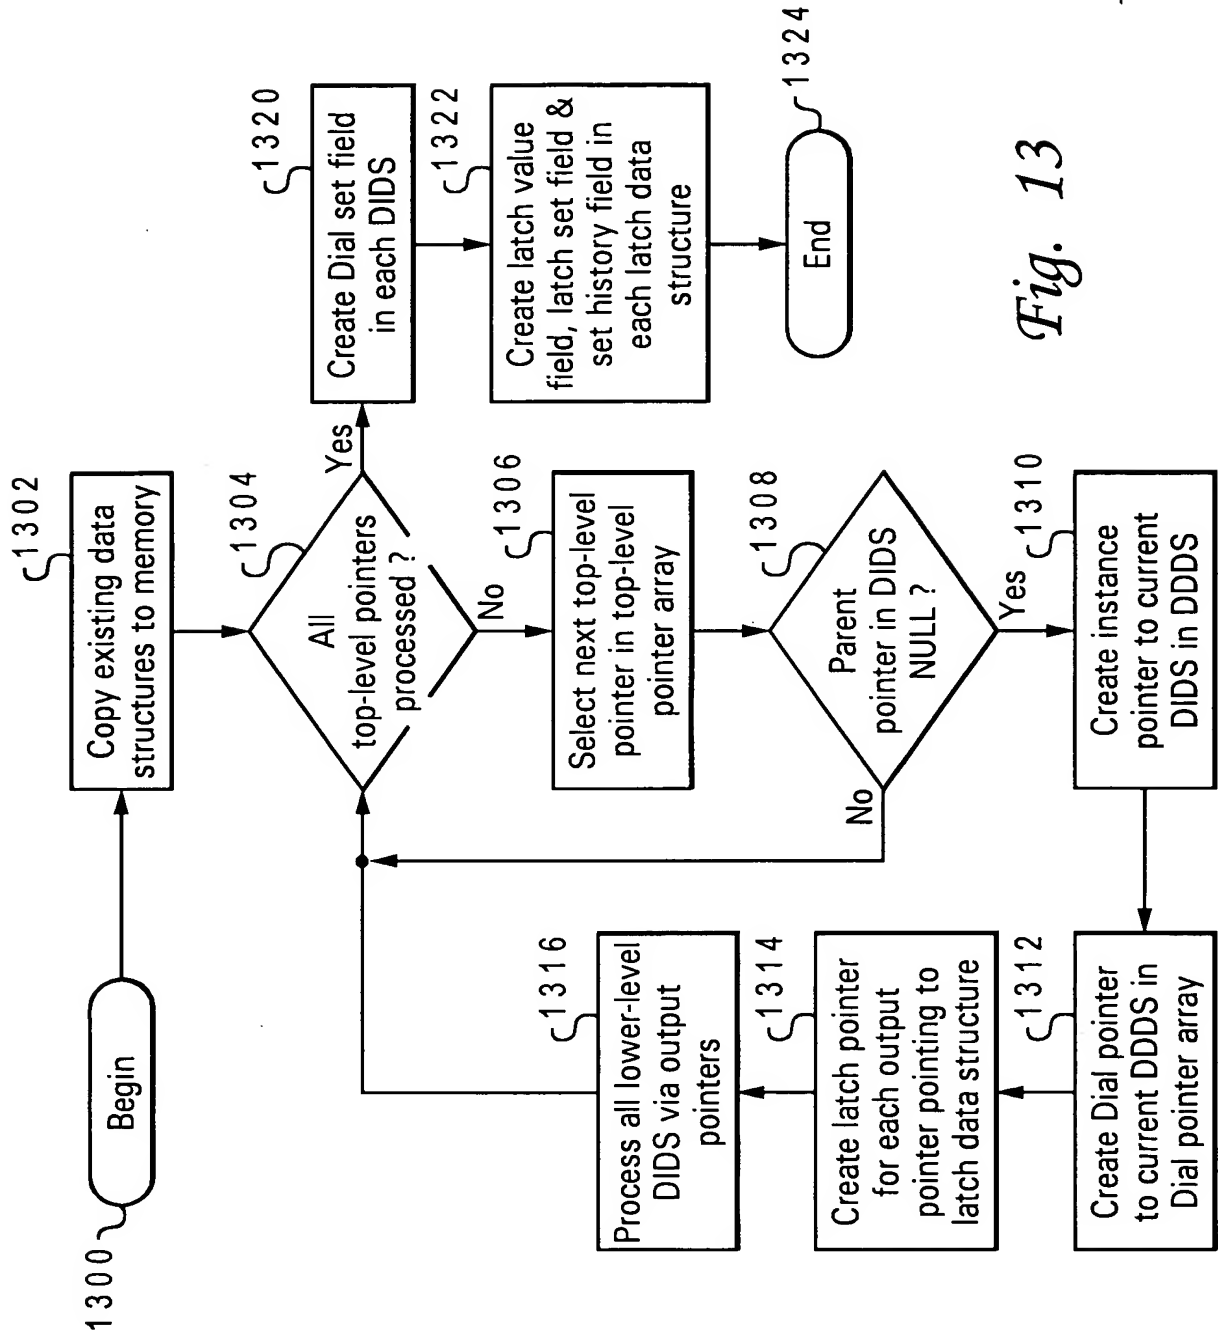 1300
Begin
1302
Copy existing data
structures to memory
1304
All
top-level pointers
processed ?
Yes
No
1306
Select next top-level
pointer in top-level
pointer array
1308
Parent
pointer in DIDS
NULL ?
No
Yes
1310
Create instance
pointer to current
DIDS in DDDS
1312
Create Dial pointer
to current DDDS in
Dial pointer array
1314
Create latch pointer
for each output
pointer pointing to
latch data structure
1316
Process all lower-level
DIDS via output
pointers
1320
Create Dial set field
in each DIDS
1322
Create latch value
field, latch set field &
set history field in
each latch data
structure
1324
End
Fig. 13